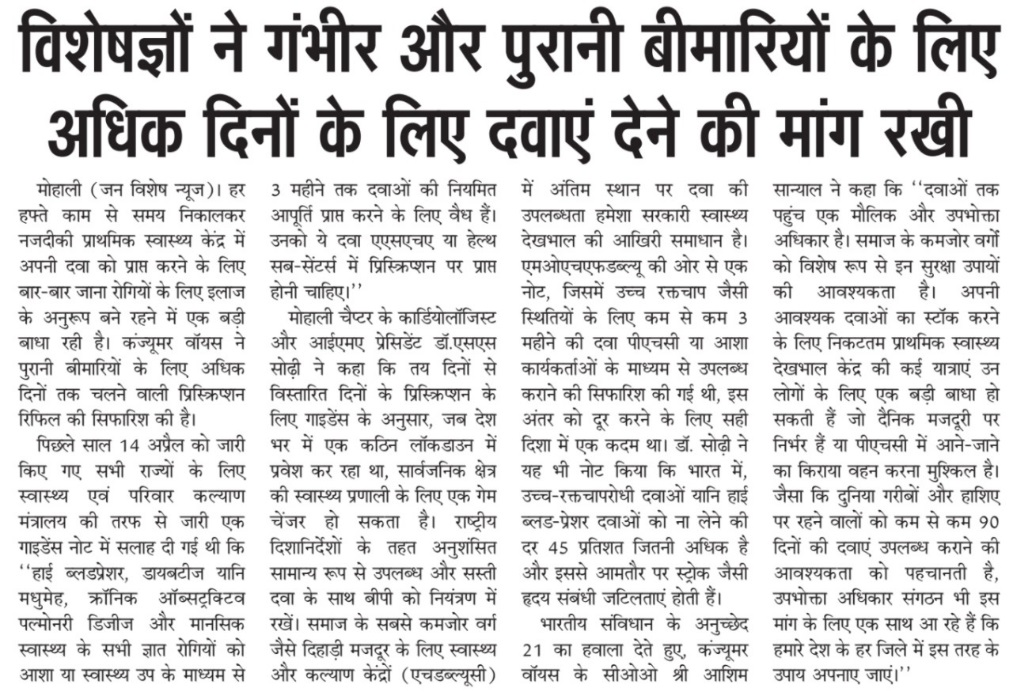 विशेषज्ञों ने गंभीर और पुरानी बीमारियों के लिए
अधिक दिनों के लिए दवाएं देने की मांग रखी
मोहाली (जन विशेष न्यूज)। हर
हफ्ते काम से समय निकालकर
नजदीकी प्राथमिक स्वास्थ्य केंद्र में
अपनी दवा को प्राप्त करने के लिए
बार-बार जाना रोगियों के लिए इलाज
के अनुरूप बने रहने में एक बड़ी
बाधा रही है। कंज्यूमर वॉयस ने
पुरानी बीमारियों के लिए अधिक
दिनों तक चलने वाली प्रिस्क्रिप्शन
रिफिल की सिफारिश की है।
पिछले साल 14 अप्रैल को जारी
किए गए सभी राज्यों के लिए
स्वास्थ्य एवं परिवार कल्याण
मंत्रालय की तरफ से जारी एक
गाइडेंस नोट में सलाह दी गई थी कि
‘‘हाई ब्लडप्रेशर, डायबटीज यानि
मधुमेह, क्रॉनिक ऑब्सट्रक्टिव
पल्मोनरी डिजीज और मानसिक
स्वास्थ्य के सभी ज्ञात रोगियों को
आशा या स्वास्थ्य उप के माध्यम से
3 महीने तक दवाओं की नियमित
आपूर्ति प्राप्त करने के लिए वैध हैं।
उनको ये दवा एएसएचए या हेल्थ
सब-सेंटर्स में प्रिस्क्रिप्शन पर प्राप्त
होनी चाहिए।’’
मोहाली चैप्टर के कार्डियोलॉजिस्ट
और आईएमए प्रेसिडेंट डॉ.एसएस
सोढ़ी ने कहा कि तय दिनों से
विस्तारित दिनों के प्रिस्क्रिप्शन के
लिए गाइडेंस के अनुसार, जब देश
भर में एक कठिन लॉकडाउन में
प्रवेश कर रहा था, सार्वजनिक क्षेत्र
की स्वास्थ्य प्रणाली के लिए एक गेम
चेंजर हो सकता है। राष्ट्रीय
दिशानिर्देशों के तहत अनुशंसित
सामान्य रूप से उपलब्ध और सस्ती
दवा के साथ बीपी को नियंत्रण में
रखें। समाज के सबसे कमजोर वर्ग
जैसे दिहाड़ी मजदूर के लिए स्वास्थ्य
और कल्याण केंद्रों (एचडब्ल्यूसी)
में अंतिम स्थान पर दवा की
उपलब्धता हमेशा सरकारी स्वास्थ्य
देखभाल की आखिरी समाधान है।
एमओएचएफडब्ल्यू की ओर से एक
नोट, जिसमें उच्च रक्तचाप जैसी
स्थितियों के लिए कम से कम 3
महीने की दवा पीएचसी या आशा
कार्यकर्ताओं के माध्यम से उपलब्ध
कराने की सिफारिश की गई थी, इस
अंतर को दूर करने के लिए सही
दिशा में एक कदम था। डॉ. सोढ़ी ने
यह भी नोट किया कि भारत में,
उच्च-रक्तचापरोधी दवाओं यानि हाई
ब्लड-प्रेशर दवाओं को ना लेने की
दर 45 प्रतिशत जितनी अधिक है
और इससे आमतौर पर स्ट्रोक जैसी
हृदय संबंधी जटिलताएं होती हैं।
भारतीय संविधान के अनुच्छेद
21 का हवाला देते हुए, कंज्यूमर
वॉयस के सीओओ श्री आशिम
सान्याल ने कहा कि ‘‘दवाओं तक
पहुंच एक मौलिक और उपभोक्ता
अधिकार है। समाज के कमजोर वर्गों
को विशेष रूप से इन सुरक्षा उपायों
की आवश्यकता है। अपनी
आवश्यक दवाओं का स्टॉक करने
के लिए निकटतम प्राथमिक स्वास्थ्य
देखभाल केंद्र की कई यात्राएं उन
लोगों के लिए एक बड़ी बाधा हो
सकती हैं जो दैनिक मजदूरी पर
निर्भर हैं या पीएचसी में आने-जाने
का किराया वहन करना मुश्किल है।
जैसा कि दुनिया गरीबों और हाशिए
पर रहने वालों को कम से कम 90
दिनों की दवाएं उपलब्ध कराने की
आवश्यकता को पहचानती है,
उपभोक्ता अधिकार संगठन भी इस
मांग के लिए एक साथ आ रहे हैं कि
हमारे देश के हर जिले में इस तरह के
उपाय अपनाए जाएं।’’